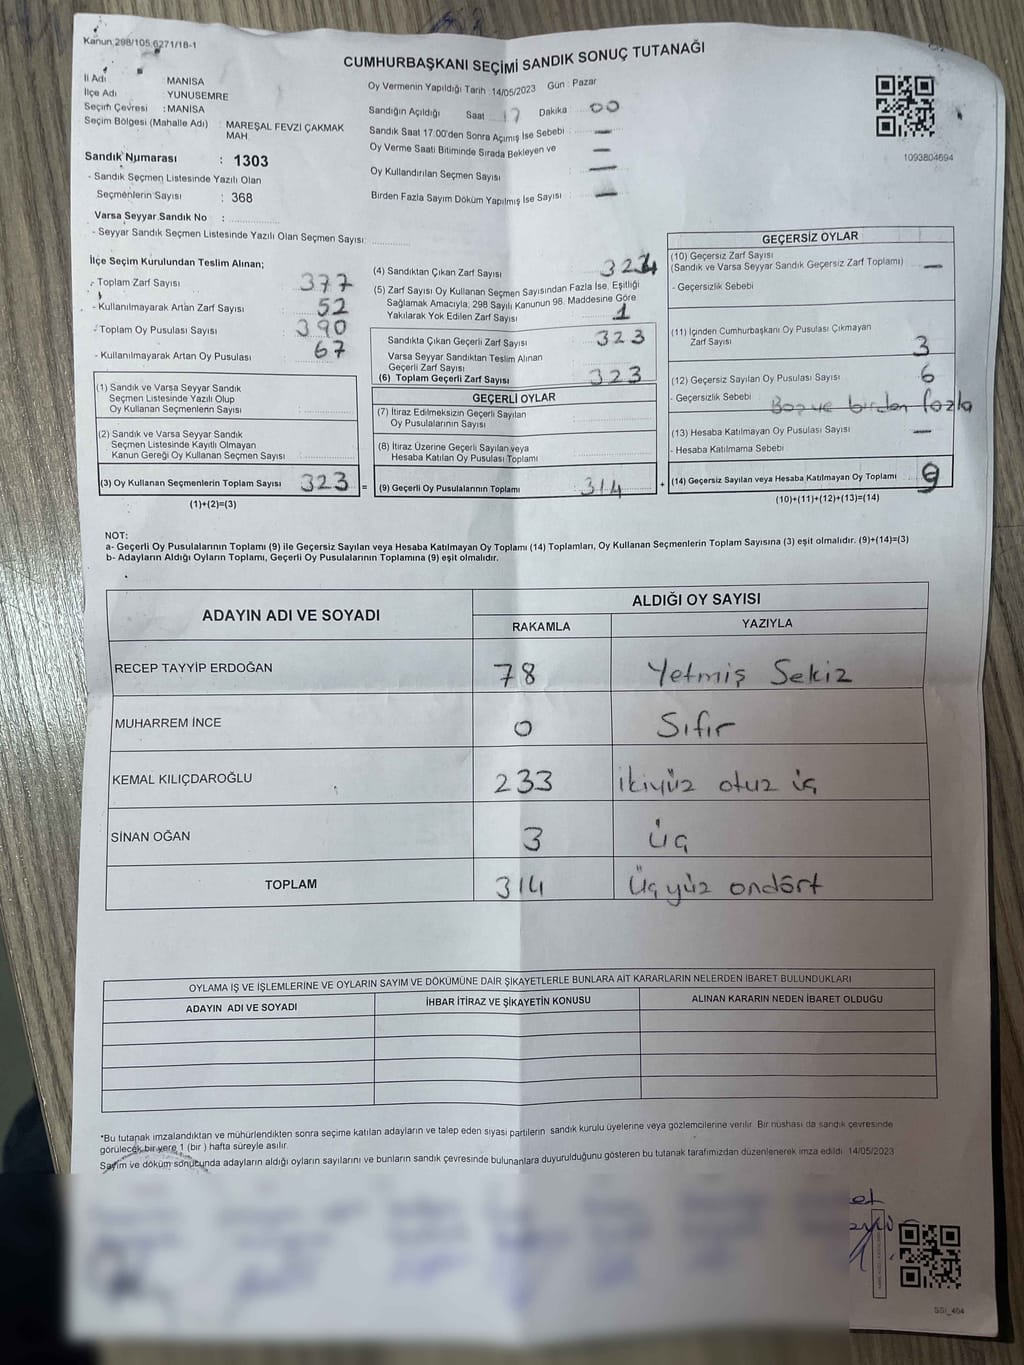 Kanun;298/105,6271/18-1
CUMHURBAŞKANI SEÇİMİ SANDIK SONUÇ TUTANAĞI
İl Adı : MANİSA
İlçe Adı : YUNUSEMRE
Seçim Çevresi : MANİSA
Seçim Bölgesi (Mahalle Adı) : MAREŞAL FEVZİ ÇAKMAK
MAH
Sandık Numarası : 1303
- Sandık Seçmen Listesinde Yazılı Olan
Seçmenlerin Sayısı : 368
Varsa Seyyar Sandık No :
- Seyyar Sandık Seçmen Listesinde Yazılı Olan Seçmen Sayısı:
Oy Vermenin Yapıldığı Tarih : 14/05/2023 Gün : Pazar
Sandığın Açıldığı Saat 17 Dakika 00
Sandık Saat 17:00'den Sonra Açımış İse Sebebi : —
Oy Verme Saati Bitiminde Sırada Bekleyen ve —
Oy Kullandırılan Seçmen Sayısı : —
Birden Fazla Sayım Döküm Yapılmış İse Sayısı : —
1093804694
İlçe Seçim Kurulundan Teslim Alınan;
- Toplam Zarf Sayısı : 377
- Kullanılmayarak Artan Zarf Sayısı : 52
- Toplam Oy Pusulası Sayısı : 390
- Kullanılmayarak Artan Oy Pusulası : 67
(1) Sandık ve Varsa Seyyar Sandık
Seçmen Listesinde Yazılı Olup
Oy Kullanan Seçmenlerin Sayısı :
(2) Sandık ve Varsa Seyyar Sandık
Seçmen Listesinde Kayıtlı Olmayan
Kanun Gereği Oy Kullanan Seçmen Sayısı :
(3) Oy Kullanan Seçmenlerin Toplam Sayısı 323 =
(1)+(2)=(3)
(4) Sandıktan Çıkan Zarf Sayısı : 324
(5) Zarf Sayısı Oy Kullanan Seçmen Sayısından Fazla İse, Eşitliği
Sağlamak Amacıyla, 298 Sayılı Kanunun 98. Maddesine Göre
Yakılarak Yok Edilen Zarf Sayısı : 1
Sandıkta Çıkan Geçerli Zarf Sayısı : 323
Varsa Seyyar Sandıktan Teslim Alınan
Geçerli Zarf Sayısı :
(6) Toplam Geçerli Zarf Sayısı : 323
GEÇERLİ OYLAR
(7) İtiraz Edilmeksizin Geçerli Sayılan
Oy Pusulasının Sayısı :
(8) İtiraz Üzerine Geçerli Sayılan veya
Hesaba Katılan Oy Pusulası Toplamı :
(9) Geçerli Oy Pusulalarının Toplamı : 314 +
GEÇERSİZ OYLAR
(10) Geçersiz Zarf Sayısı
(Sandık ve Varsa Seyyar Sandık Geçersiz Zarf Toplamı) : —
- Geçersizlik Sebebi
(11) İçinden Cumhurbaşkanı Oy Pusulası Çıkmayan
Zarf Sayısı : 3
(12) Geçersiz Sayılan Oy Pusulası Sayısı : 6
- Geçersizlik Sebebi Boş ve birden fazla
(13) Hesaba Katılmayan Oy Pusulası Sayısı : —
- Hesaba Katılmama Sebebi
(14) Geçersiz Sayılan veya Hesaba Katılmayan Oy Toplamı : 9
(10)+(11)+(12)+(13)=(14)
NOT:
a- Geçerli Oy Pusulalarının Toplamı (9) ile Geçersiz Sayılan veya Hesaba Katılmayan Oy Toplamı (14) Toplamları, Oy Kullanan Seçmenlerin Toplam Sayısına (3) eşit olmalıdır. (9)+(14)=(3)
b- Adayların Aldığı Oyların Toplamı, Geçerli Oy Pusulalarının Toplamına (9) eşit olmalıdır.
ADAYIN ADI VE SOYADI
ALDIĞI OY SAYISI
RAKAMLA YAZIYLA
RECEP TAYYİP ERDOĞAN 78 Yetmiş Sekiz
MUHARREM İNCE 0 Sıfır
KEMAL KILIÇDAROĞLU 233 ikiyüz otuz üç
SİNAN OĞAN 3 üç
TOPLAM 314 Üçyüz ondört
OYLAMA İŞ VE İŞLEMLERİNE VE OYLARIN SAYIM VE DÖKÜMÜNE DAİR ŞİKAYETLERLE BUNLARA AİT KARARLARIN NELERDEN İBARET BULUNDUKLARI
ADAYIN ADI VE SOYADI İHBAR İTİRAZ VE ŞİKAYETİN KONUSU ALINAN KARARIN NEDEN İBARET OLDUĞU
*Bu tutanak imzalandıktan ve mühürlendikten sonra seçime katılan adayların ve talep eden siyasi partilerin sandık kurulu üyelerine veya gözlemcilerine verilir. Bir nüshası da sandık çevresinde
görülecek bir yere 1 (bir ) hafta süreyle asılır.
Sayım ve döküm sonucunda adayların aldığı oyların sayılarını ve bunların sandık çevresinde bulunanlara duyurulduğunu gösteren bu tutanak tarafımızdan düzenlenerek imza edildi. 14/05/2023
SSİ_404